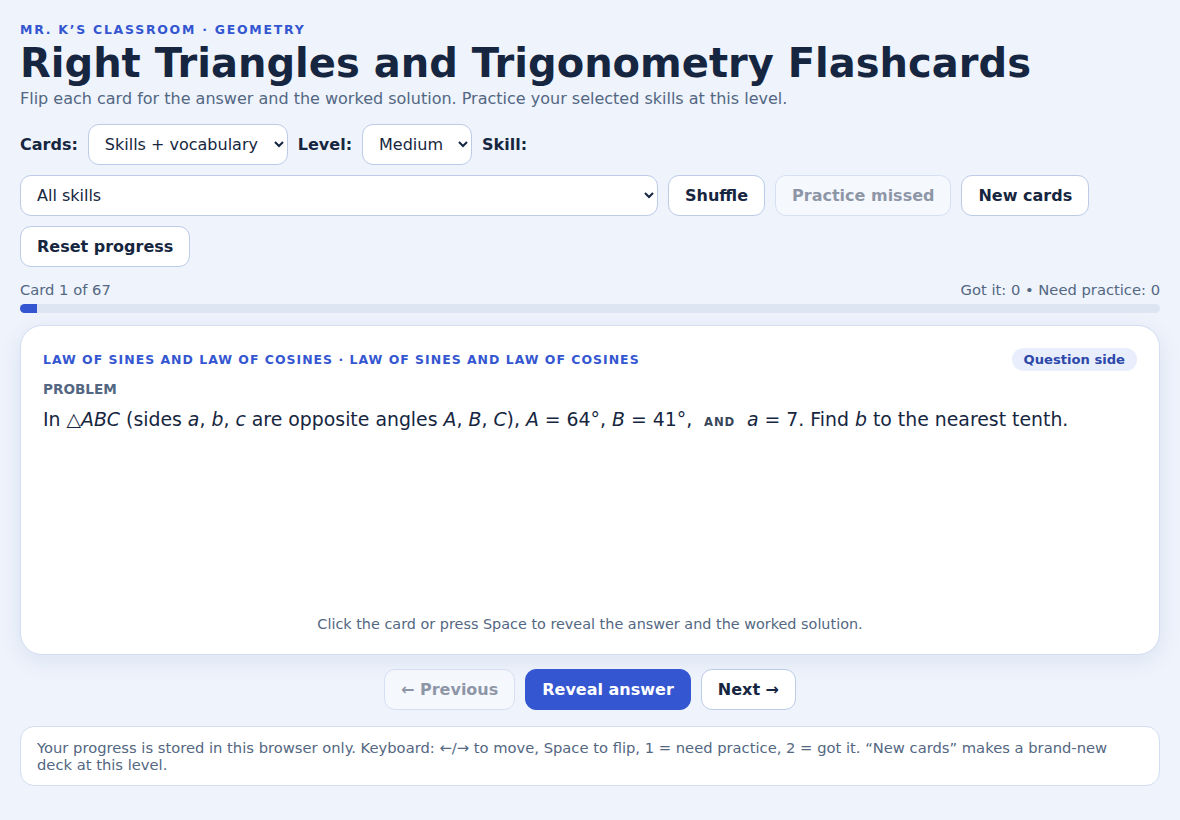 MR. K’S CLASSROOM · GEOMETRY
Right Triangles and Trigonometry Flashcards
Flip each card for the answer and the worked solution. Practice your selected skills at this level.
Cards: Skills + vocabulary Level: Medium Skill:
All skills Shuffle Practice missed New cards
Reset progress
Card 1 of 67 Got it: 0 • Need practice: 0
LAW OF SINES AND LAW OF COSINES · LAW OF SINES AND LAW OF COSINES Question side
PROBLEM
In △ABC (sides a, b, c are opposite angles A, B, C), A = 64°, B = 41°, AND a = 7. Find b to the nearest tenth.
Click the card or press Space to reveal the answer and the worked solution.
← Previous Reveal answer Next →
Your progress is stored in this browser only. Keyboard: ←/→ to move, Space to flip, 1 = need practice, 2 = got it. “New cards” makes a brand-new
deck at this level.